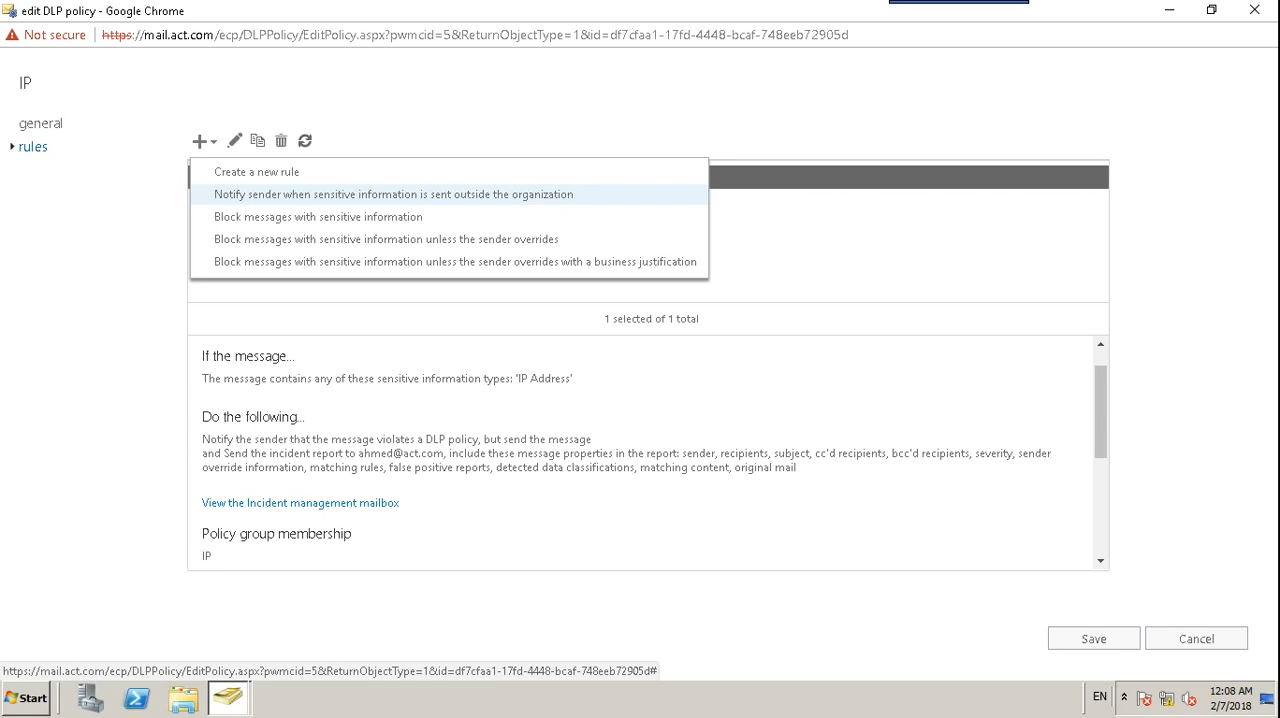 edit DLP policy - Google Chrome
Not secure | https://mail.act.com/ecp/DLPPolicy/EditPolicy.aspx?pwmcid=5&ReturnObjectType=1&id=df7cfaa1-17fd-4448-bcaf-748eeb72905d
IP
general
rules
Create a new rule
Notify sender when sensitive information is sent outside the organization
Block messages with sensitive information
Block messages with sensitive information unless the sender overrides
Block messages with sensitive information unless the sender overrides with a business justification
1 selected of 1 total
If the message...
The message contains any of these sensitive information types: 'IP Address'
Do the following...
Notify the sender that the message violates a DLP policy, but send the message
and Send the incident report to ahmed@act.com, include these message properties in the report: sender, recipients, subject, cc'd recipients, bcc'd recipients, severity, sender
override information, matching rules, false positive reports, detected data classifications, matching content, original mail
View the Incident management mailbox
Policy group membership
IP
Save
Cancel
https://mail.act.com/ecp/DLPPolicy/EditPolicy.aspx?pwmcid=5&ReturnObjectType=1&id=df7cfaa1-17fd-4448-bcaf-748eeb72905d#
Start
EN
12:08 AM
2/7/2018